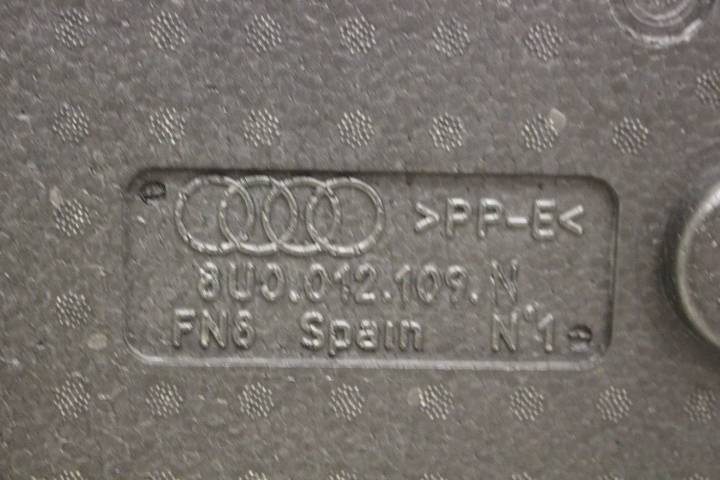 >PP-E<
8U0.012.109.N
FN6 Spain N°1